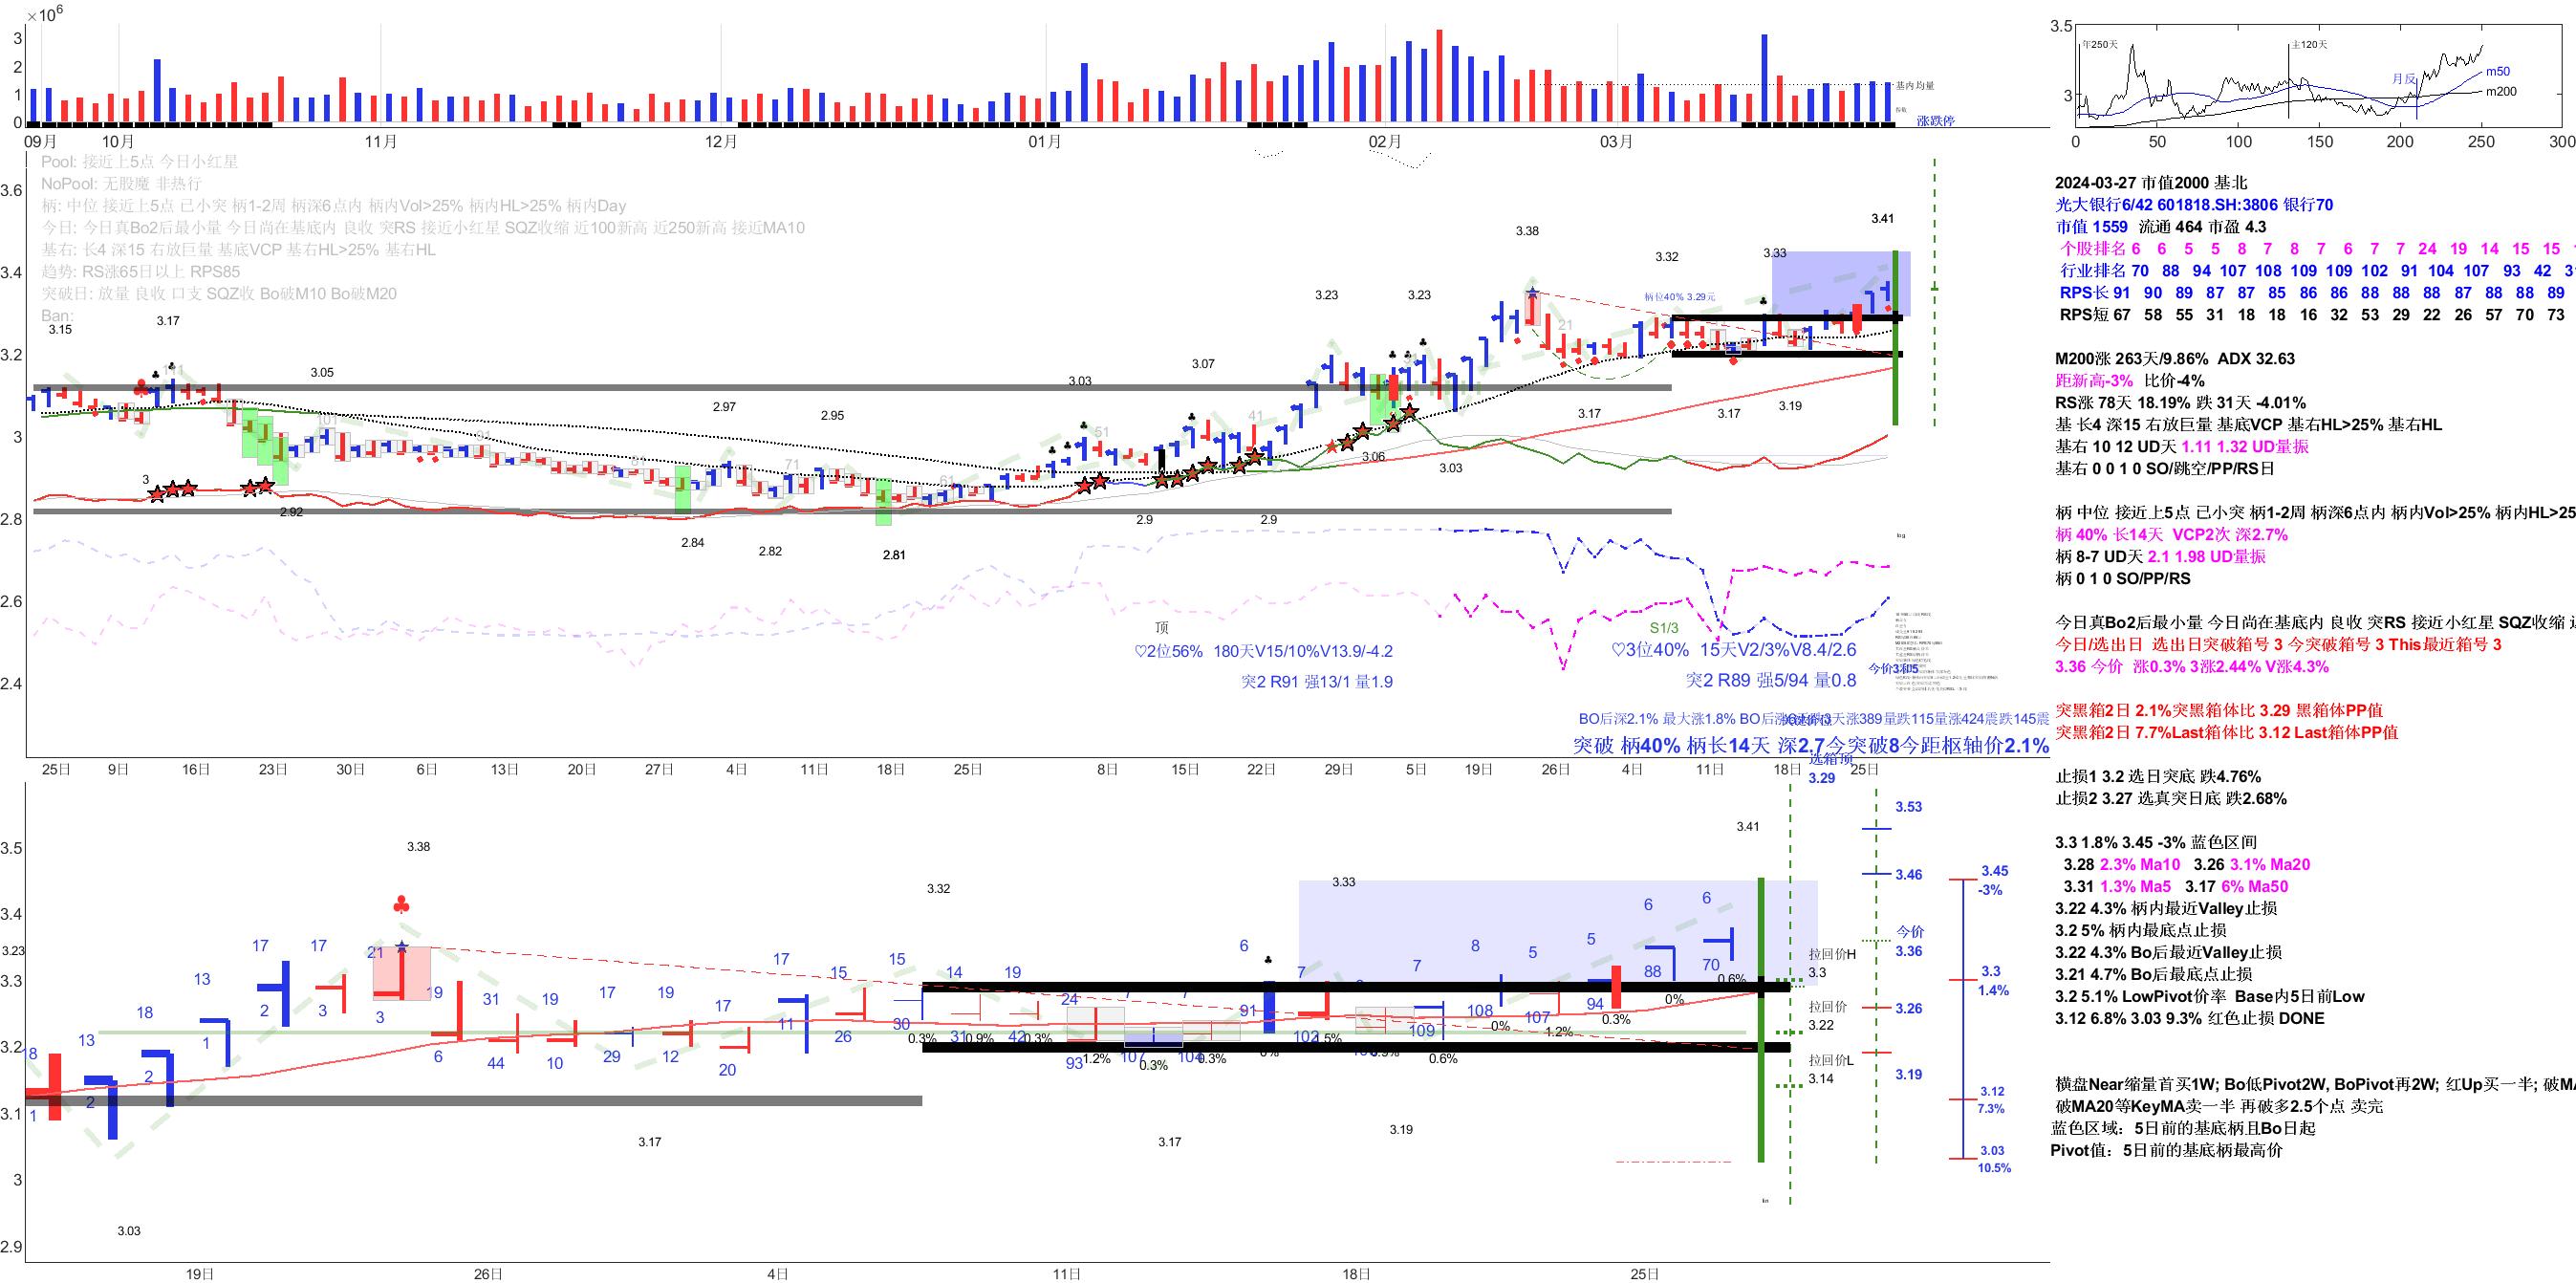 ×10⁶
3
2
1
0
09月 10月 11月 12月 01月 02月 03月
基内均量
涨跌停
Pool: 接近上5点 今日小红星
NoPool: 无股魔 非热行
柄: 中位 接近上5点 已小突 柄1-2周 柄深6点内 柄内Vol>25% 柄内HL>25% 柄内Day
今日: 今日真Bo2后最小量 今日尚在基底内 良收 突RS 接近小红星 SQZ收缩 近100新高 近250新高 接近MA10
基右: 长4 深15 右放巨量 基底VCP 基右HL>25% 基右HL
趋势: RS涨65日以上 RPS85
突破日: 放量 良收 口支 SQZ收 Bo破M10 Bo破M20
Ban:
3.6
3.4
3.2
3
2.8
2.6
2.4
3.15 3.17 3.05 2.97 2.95 3.03 3.07 3.23 3.23 3.38 3.32 3.33 3.41
3 2.92 2.84 2.82 2.81 2.9 2.9 3.06 3.03 3.17 3.17 3.19
柄位40% 3.29元
101 91 81 71 61 51 41 21
顶
♡2位56% 180天V15/10%V13.9/-4.2
突2 R91 强13/1 量1.9
S1/3
♡3位40% 15天V2/3%V8.4/2.6
突2 R89 强5/94 量0.8
突破 柄40% 柄长14天 深2.7今突破8今距枢轴价2.1%
25日 9日 16日 23日 30日 6日 13日 20日 27日 4日 11日 18日 25日 8日 15日 22日 29日 5日 19日 26日 4日 11日 18日 25日
选箱顶
3.29
3.5
3.4
3.23
3.3
3.2
3.1
3
2.9
3.38 3.32 3.33 3.41
3.03 3.17 3.17 3.19
18 13 18 13 17 17 21 19 31 19 17 19 17 17 15 15 14 19 24 6 7 7 8 5 5 6 6
1 2 2 1 2 3 3 6 44 10 29 12 20 11 26 30 31 42 93 107 104 91 102 109 108 107 94 88 70
0.3% 0.9% 0.3% 1.2% 0.3% 0.3% 0% 0.6% 0% 1.2% 0.3% 0% 0.6%
19日 26日 4日 11日 18日 25日
拉回价H
3.3
拉回价
3.22
拉回价L
3.14
3.53
3.46
今价
3.36
3.26
3.19
3.45
-3%
3.3
1.4%
3.12
7.3%
3.03
10.5%
3.5
3
年250天 主120天 月反 m50 m200
0 50 100 150 200 250 300
2024-03-27 市值2000 基北
光大银行6/42 601818.SH:3806 银行70
市值 1559 流通 464 市盈 4.3
个股排名 6 6 5 5 8 7 8 7 6 7 7 24 19 14 15 15
行业排名 70 88 94 107 108 109 109 102 91 104 107 93 42
RPS长 91 90 89 87 87 85 86 86 88 88 88 87 88 88 89
RPS短 67 58 55 31 18 18 16 32 53 29 22 26 57 70 73
M200涨 263天/9.86% ADX 32.63
距新高-3% 比价-4%
RS涨 78天 18.19% 跌 31天 -4.01%
基 长4 深15 右放巨量 基底VCP 基右HL>25% 基右HL
基右 10 12 UD天 1.11 1.32 UD量振
基右 0 0 1 0 SO/跳空/PP/RS日
柄 中位 接近上5点 已小突 柄1-2周 柄深6点内 柄内Vol>25% 柄内HL>25
柄 40% 长14天 VCP2次 深2.7%
柄 8-7 UD天 2.1 1.98 UD量振
柄 0 1 0 SO/PP/RS
今日真Bo2后最小量 今日尚在基底内 良收 突RS 接近小红星 SQZ收缩
今日/选出日 选出日突破箱号 3 今突破箱号 3 This最近箱号 3
3.36 今价 涨0.3% 3涨2.44% V涨4.3%
突黑箱2日 2.1%突黑箱体比 3.29 黑箱体PP值
突黑箱2日 7.7%Last箱体比 3.12 Last箱体PP值
止损1 3.2 选日突底 跌4.76%
止损2 3.27 选真突日底 跌2.68%
3.3 1.8% 3.45 -3% 蓝色区间
3.28 2.3% Ma10 3.26 3.1% Ma20
3.31 1.3% Ma5 3.17 6% Ma50
3.22 4.3% 柄内最近Valley止损
3.2 5% 柄内最底点止损
3.22 4.3% Bo后最近Valley止损
3.21 4.7% Bo后最底点止损
3.2 5.1% LowPivot价率 Base内5日前Low
3.12 6.8% 3.03 9.3% 红色止损 DONE
横盘Near缩量首买1W; Bo低Pivot2W, BoPivot再2W; 红Up买一半; 破
破MA20等KeyMA卖一半 再破多2.5个点 卖完
蓝色区域：5日前的基底柄且Bo日起
Pivot值：5日前的基底柄最高价